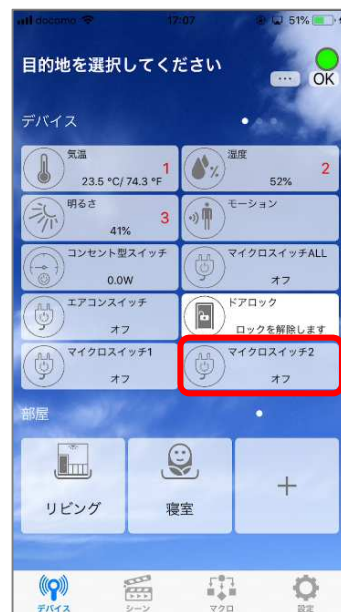 docomo 17:07 51%
目的地を選択してください
... OK
デバイス
気温
1
23.5 °C/ 74.3 °F
湿度
2
52%
明るさ
3
41%
モーション
コンセント型スイッチ
0.0W
マイクロスイッチALL
オフ
エアコンスイッチ
オフ
ドアロック
ロックを解除します
マイクロスイッチ1
オフ
マイクロスイッチ2
オフ
部屋
リビング
寝室
+
デバイス シーン マクロ 設定